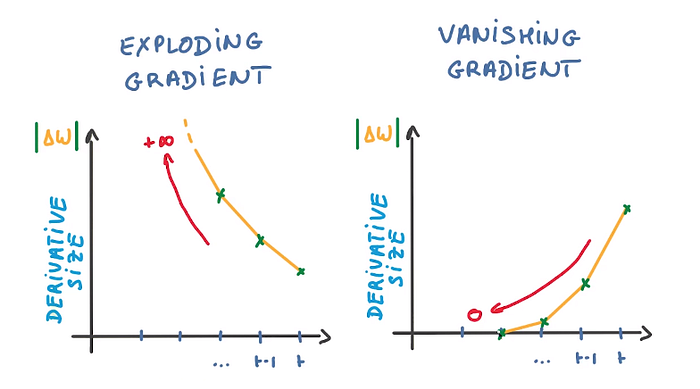 EXPLODING
GRADIENT
|ΔW|
+∞
DERIVATIVE
SIZE
... t-1 t
VANISHING
GRADIENT
|ΔW|
0
DERIVATIVE
SIZE
... t-1 t